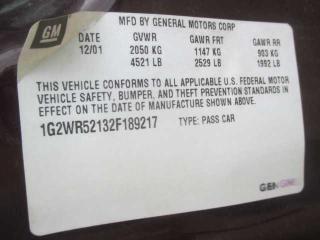 GM
MFD BY GENERAL MOTORS CORP
DATE GVWR GAWR FRT GAWR RR
12/01 2050 KG 1147 KG 903 KG
4521 LB 2529 LB 1992 LB
THIS VEHICLE CONFORMS TO ALL APPLICABLE U.S. FEDERAL MOTOR
VEHICLE SAFETY, BUMPER, AND THEFT PREVENTION STANDARDS IN
EFFECT ON THE DATE OF MANUFACTURE SHOWN ABOVE.
1G2WR52132F189217 TYPE: PASS CAR